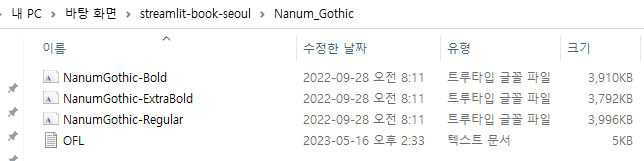 내 PC > 바탕 화면 > streamlit-book-seoul > Nanum_Gothic
이름 수정한 날짜 유형 크기
NanumGothic-Bold 2022-09-28 오전 8:11 트루타입 글꼴 파일 3,910KB
NanumGothic-ExtraBold 2022-09-28 오전 8:11 트루타입 글꼴 파일 3,792KB
NanumGothic-Regular 2022-09-28 오전 8:11 트루타입 글꼴 파일 3,996KB
OFL 2023-05-16 오후 2:33 텍스트 문서 5KB